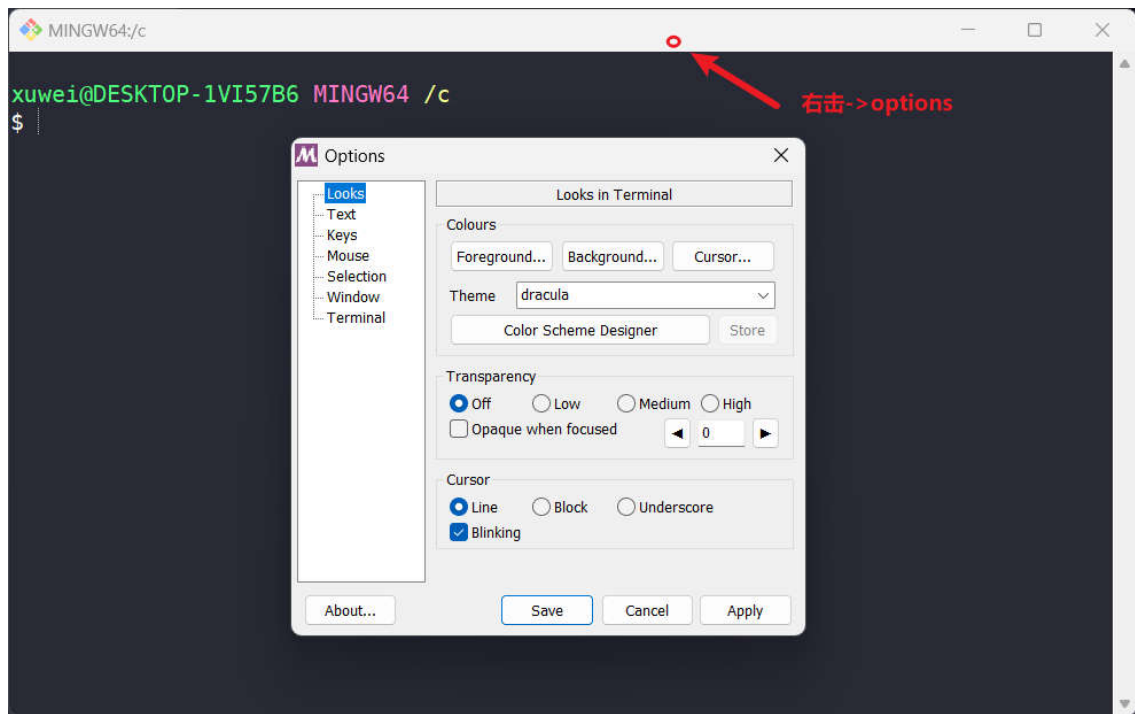 MINGW64:/c
右击->options
xuwei@DESKTOP-1VI57B6 MINGW64 /c
$
Options
Looks
Text
Keys
Mouse
Selection
Window
Terminal
Looks in Terminal
Colours
Foreground... Background... Cursor...
Theme dracula
Color Scheme Designer Store
Transparency
Off Low Medium High
Opaque when focused 0
Cursor
Line Block Underscore
Blinking
About... Save Cancel Apply